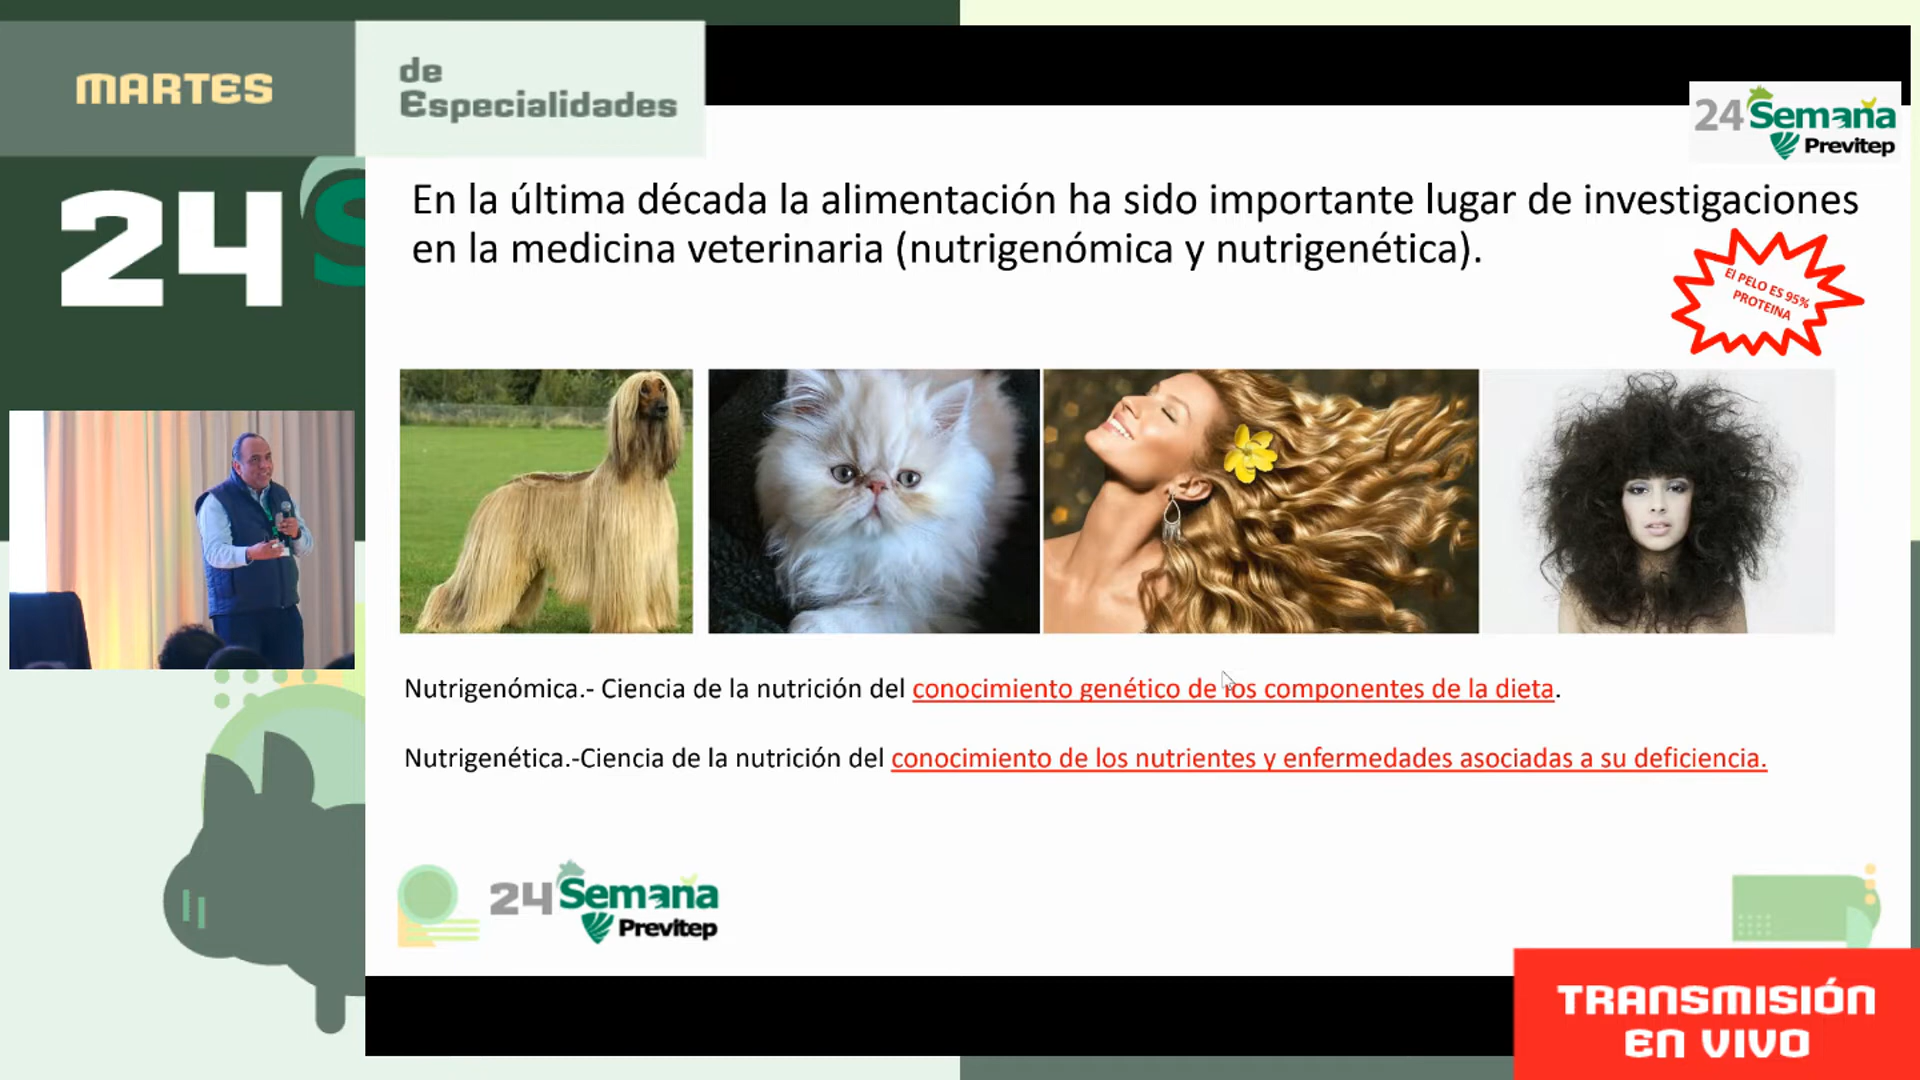 MARTES
de
Especialidades
24 Semana
Previtep
24S
En la última década la alimentación ha sido importante lugar de investigaciones
en la medicina veterinaria (nutrigenómica y nutrigenética).
El PELO ES 95%
PROTEINA
Nutrigenómica.- Ciencia de la nutrición del conocimiento genético de los componentes de la dieta.
Nutrigenética.-Ciencia de la nutrición del conocimiento de los nutrientes y enfermedades asociadas a su deficiencia.
24 Semana
Previtep
TRANSMISIÓN
EN VIVO